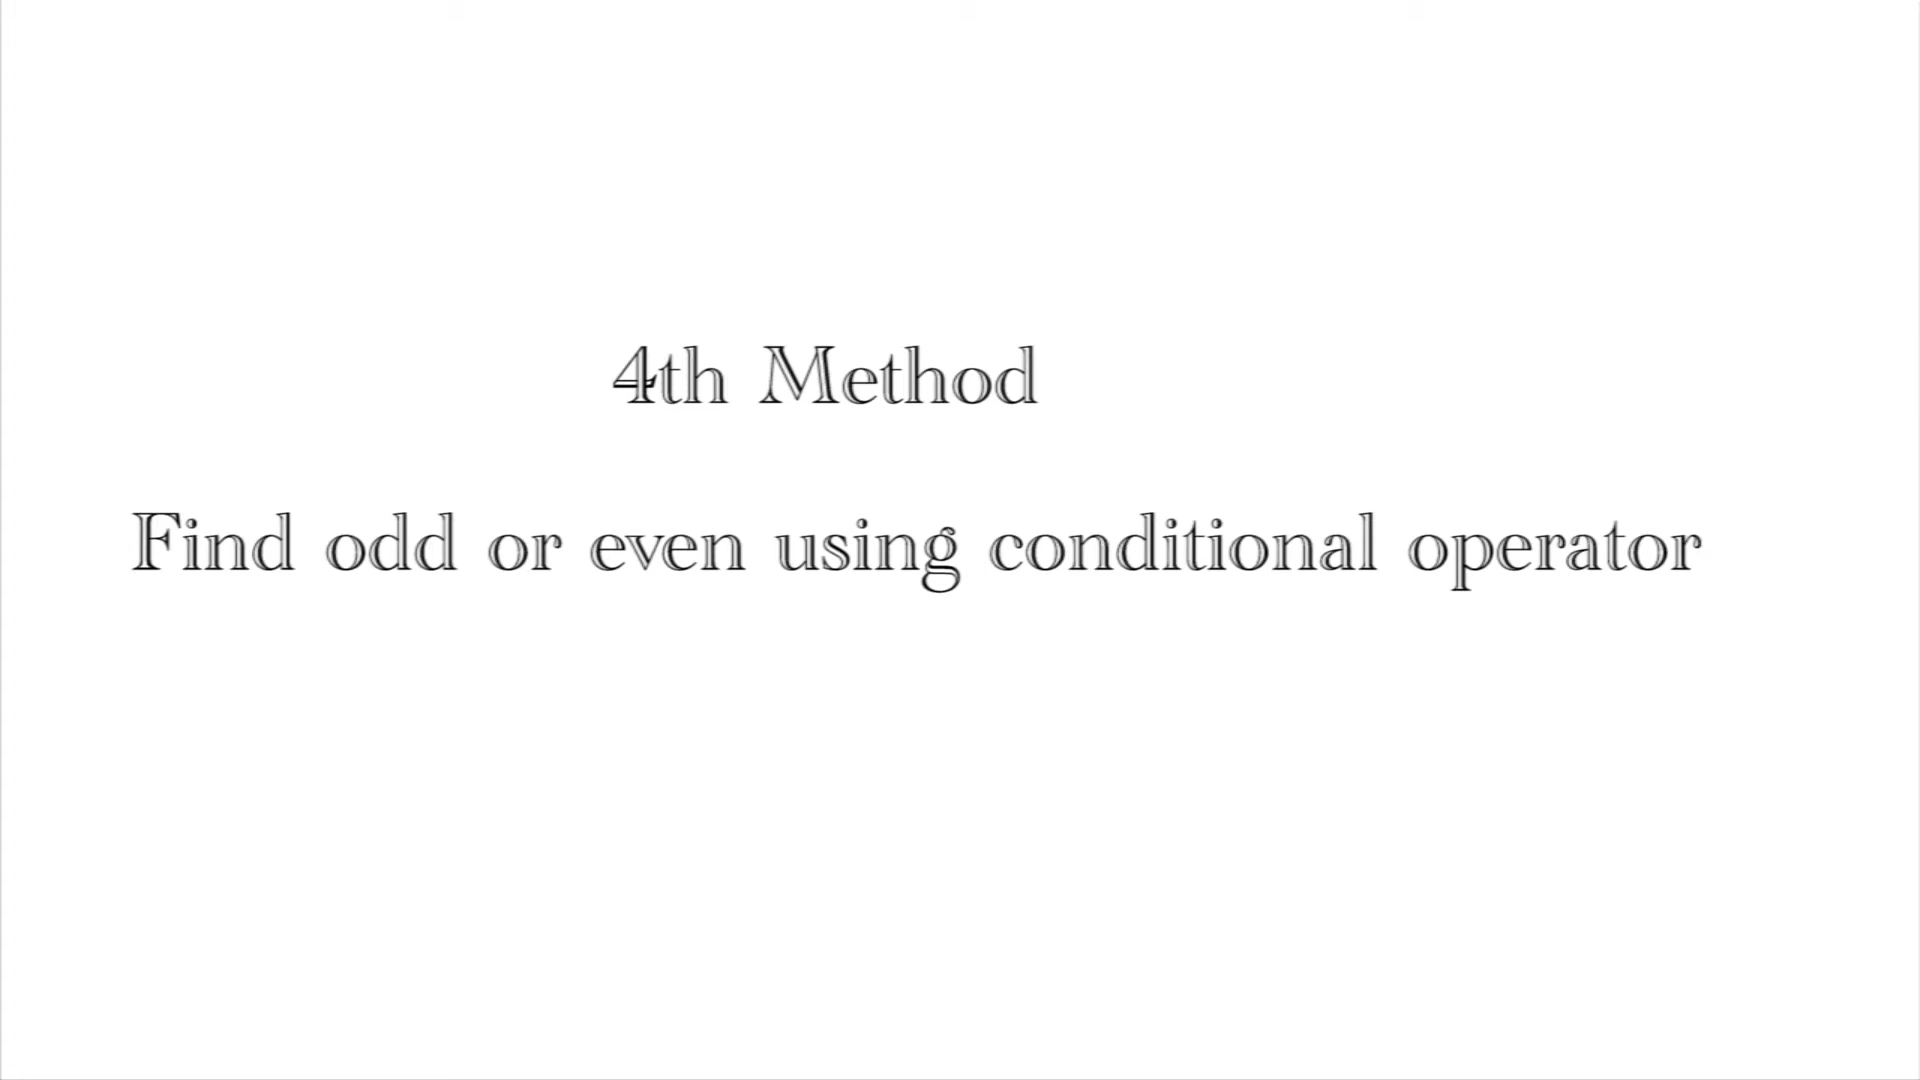 4th Method
Find odd or even using conditional operator